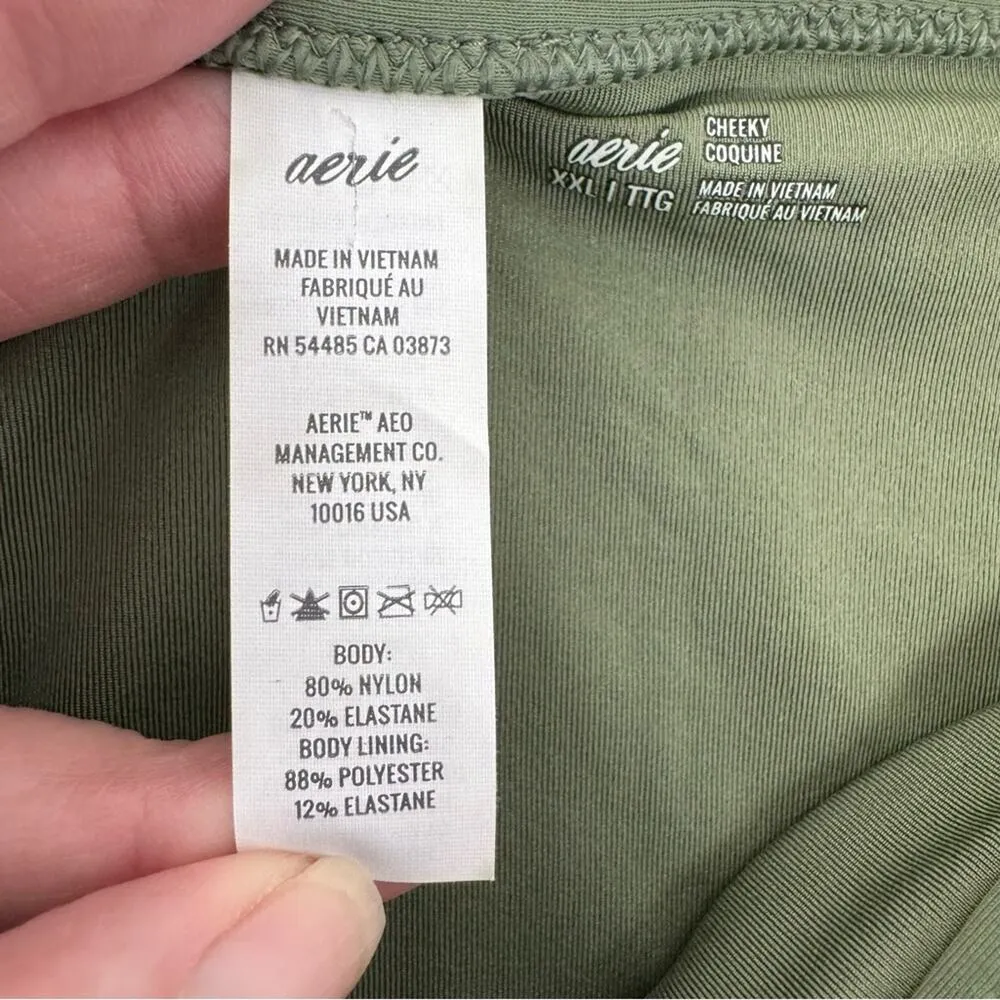 aerie
MADE IN VIETNAM
FABRIQUÉ AU
VIETNAM
RN 54485 CA 03873
AERIE™ AEO
MANAGEMENT CO.
NEW YORK, NY
10016 USA
BODY:
80% NYLON
20% ELASTANE
BODY LINING:
88% POLYESTER
12% ELASTANE
aerie
XXL | TTG
CHEEKY
COQUINE
MADE IN VIETNAM
FABRIQUÉ AU VIETNAM